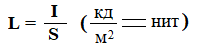 L = I/S (кд/м² = нит)